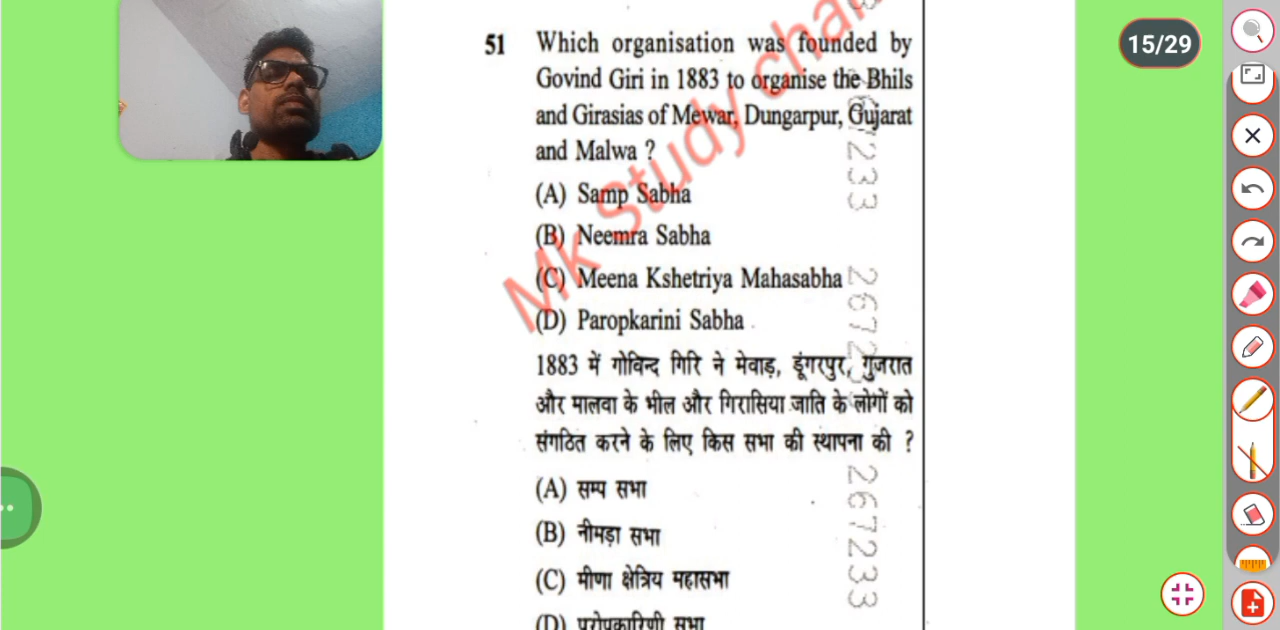 15/29
51 Which organisation was founded by
Govind Giri in 1883 to organise the Bhils
and Girasias of Mewar, Dungarpur, Gujarat
and Malwa ?
(A) Samp Sabha
(B) Neemra Sabha
(C) Meena Kshetriya Mahasabha
(D) Paropkarini Sabha
1883 में गोविन्द गिरि ने मेवाड़, डूंगरपुर, गुजरात
और मालवा के भील और गिरासिया जाति के लोगों को
संगठित करने के लिए किस सभा की स्थापना की ?
(A) सम्प सभा
(B) नीमड़ा सभा
(C) मीणा क्षेत्रिय महासभा
(D) परोपकारिणी सभा
Mk Study
267233
267233